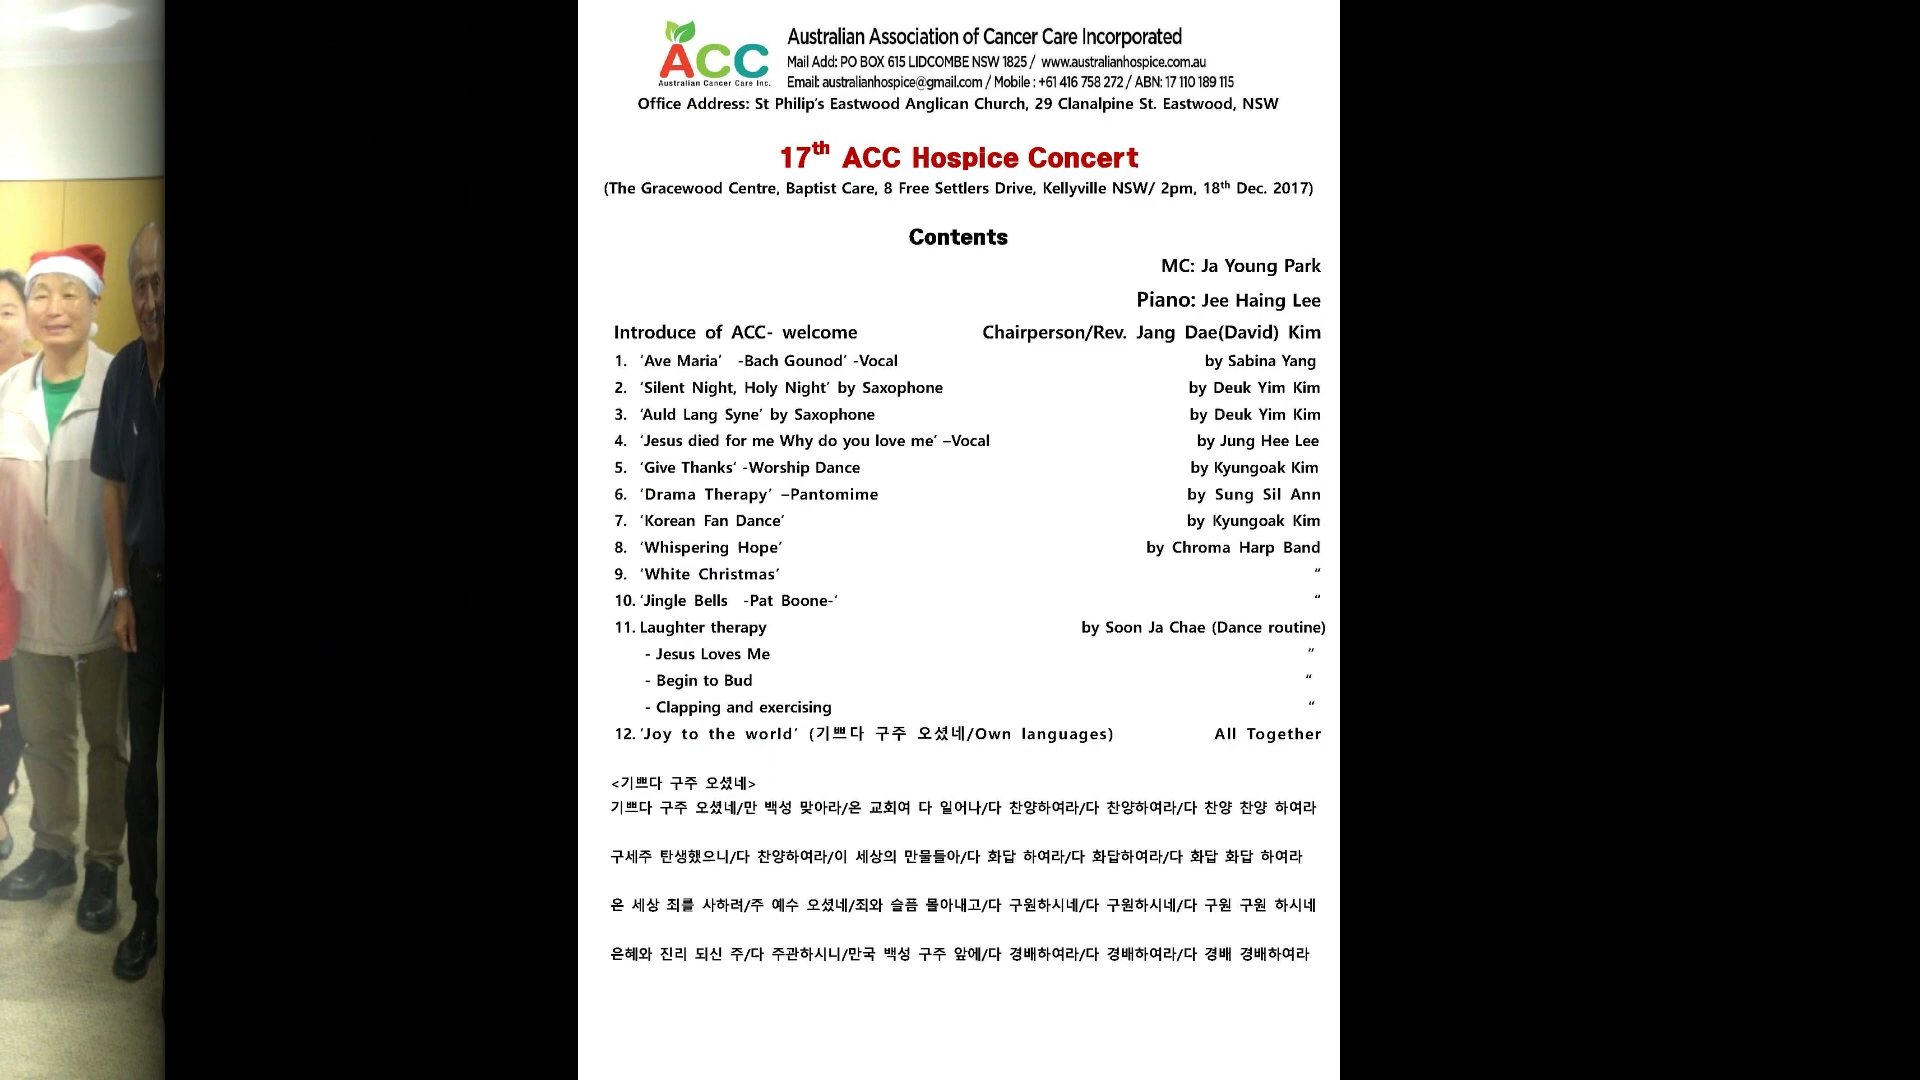 ACC
Australian Cancer Care Inc.
Australian Association of Cancer Care Incorporated
Mail Add: PO BOX 615 LIDCOMBE NSW 1825 / www.australianhospice.com.au
Email: australianhospice@gmail.com / Mobile : +61 416 758 272 / ABN: 17 110 189 115
Office Address: St Philip's Eastwood Anglican Church, 29 Clanalpine St. Eastwood, NSW
17th ACC Hospice Concert
(The Gracewood Centre, Baptist Care, 8 Free Settlers Drive, Kellyville NSW/ 2pm, 18th Dec. 2017)
Contents
MC: Ja Young Park
Piano: Jee Haing Lee
Introduce of ACC- welcome Chairperson/Rev. Jang Dae(David) Kim
1. 'Ave Maria' -Bach Gounod' -Vocal by Sabina Yang
2. 'Silent Night, Holy Night' by Saxophone by Deuk Yim Kim
3. 'Auld Lang Syne' by Saxophone by Deuk Yim Kim
4. 'Jesus died for me Why do you love me' –Vocal by Jung Hee Lee
5. 'Give Thanks' -Worship Dance by Kyungoak Kim
6. 'Drama Therapy' –Pantomime by Sung Sil Ann
7. 'Korean Fan Dance' by Kyungoak Kim
8. 'Whispering Hope' by Chroma Harp Band
9. 'White Christmas' "
10. 'Jingle Bells -Pat Boone-' "
11. Laughter therapy by Soon Ja Chae (Dance routine)
- Jesus Loves Me "
- Begin to Bud "
- Clapping and exercising "
12. 'Joy to the world' (기쁘다 구주 오셨네/Own languages) All Together
<기쁘다 구주 오셨네>
기쁘다 구주 오셨네/만 백성 맞아라/온 교회여 다 일어나/다 찬양하여라/다 찬양하여라/다 찬양 찬양 하여라
구세주 탄생했으니/다 찬양하여라/이 세상의 만물들아/다 화답 하여라/다 화답하여라/다 화답 화답 하여라
온 세상 죄를 사하려/주 예수 오셨네/죄와 슬픔 몰아내고/다 구원하시네/다 구원하시네/다 구원 구원 하시네
은혜와 진리 되신 주/다 주관하시니/만국 백성 구주 앞에/다 경배하여라/다 경배하여라/다 경배 경배하여라